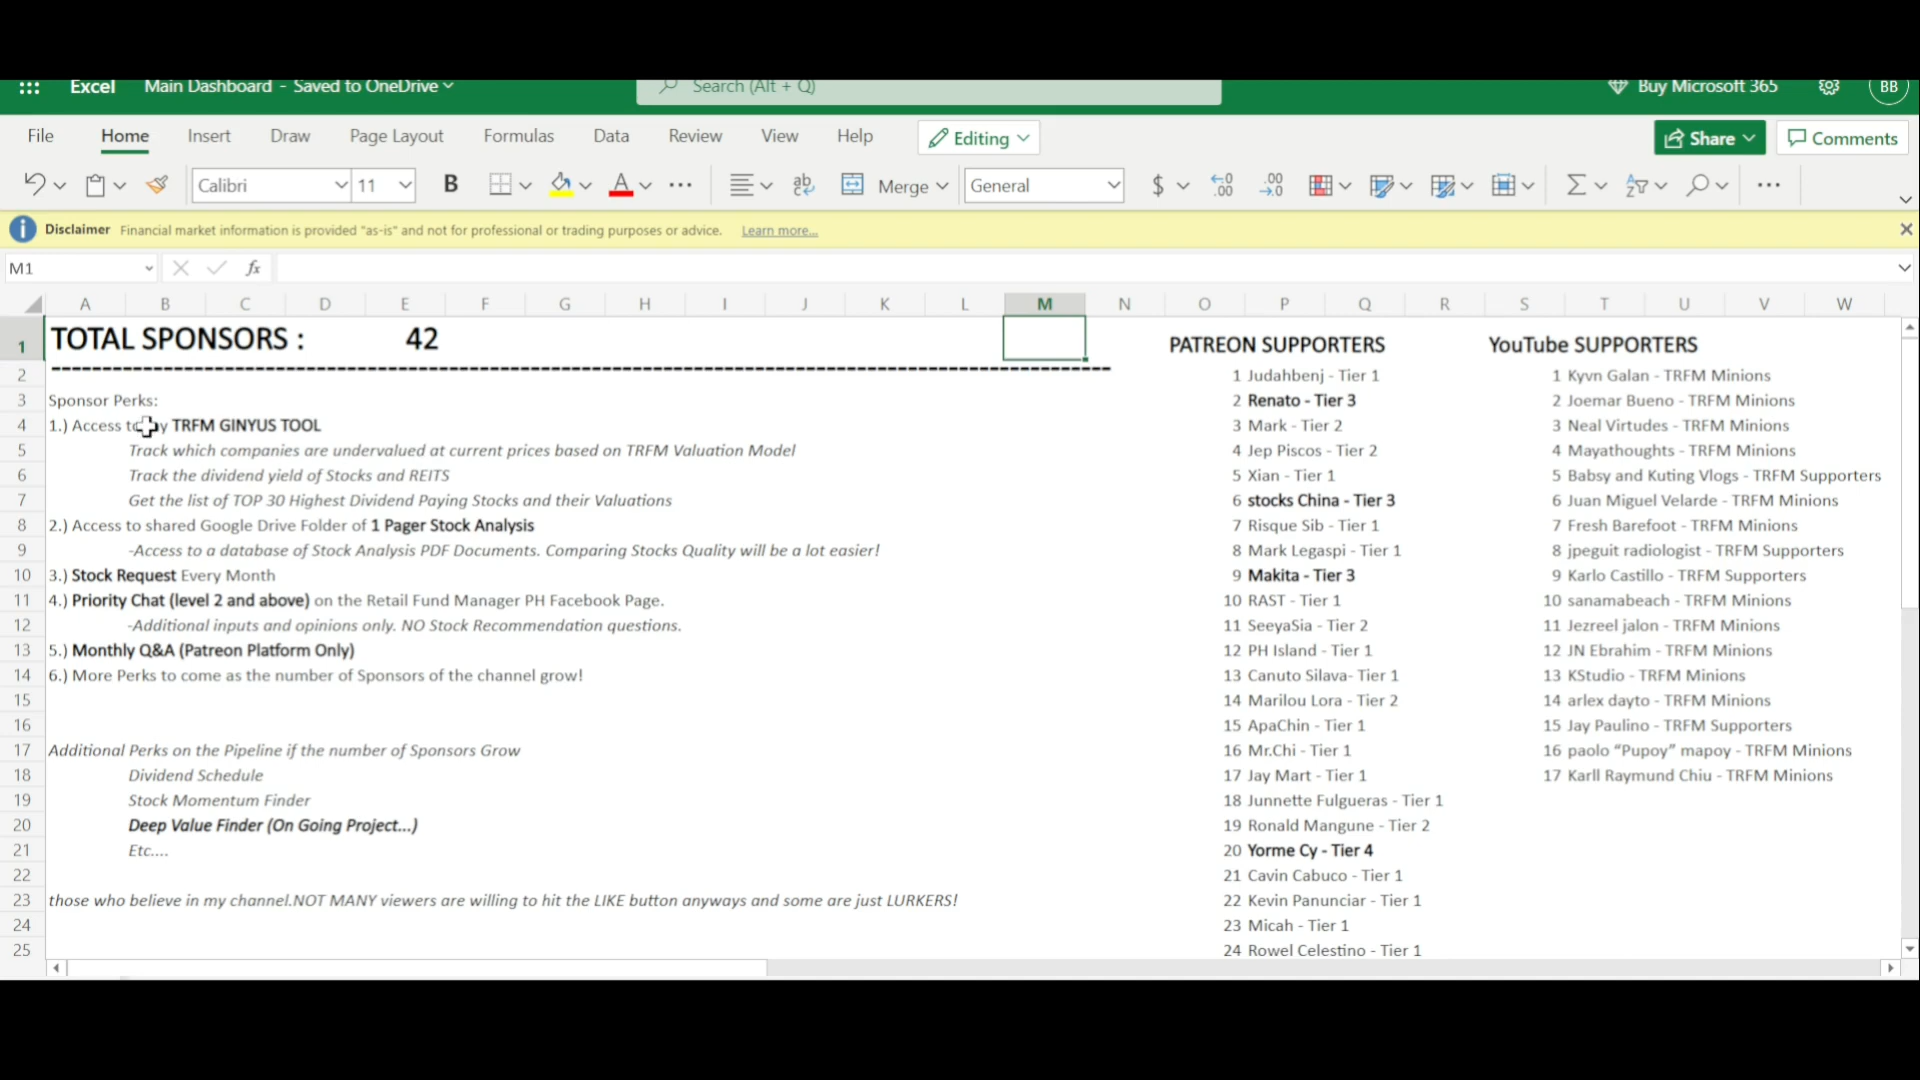 Excel Main Dashboard - Saved to OneDrive Search (Alt + Q) Buy Microsoft 365 BB
File Home Insert Draw Page Layout Formulas Data Review View Help Editing Share Comments
Calibri 11 B A ab Merge General $
Disclaimer Financial market information is provided "as-is" and not for professional or trading purposes or advice. Learn more...
M1 fx
A B C D E F G H I J K L M N O P Q R S T U V W
1 TOTAL SPONSORS : 42 PATREON SUPPORTERS YouTube SUPPORTERS
2 1 Judahbenj - Tier 1 1 Kyvn Galan - TRFM Minions
3 Sponsor Perks: 2 Renato - Tier 3 2 Joemar Bueno - TRFM Minions
4 1.) Access to y TRFM GINYUS TOOL 3 Mark - Tier 2 3 Neal Virtudes - TRFM Minions
5 Track which companies are undervalued at current prices based on TRFM Valuation Model 4 Jep Piscos - Tier 2 4 Mayathoughts - TRFM Minions
6 Track the dividend yield of Stocks and REITS 5 Xian - Tier 1 5 Babsy and Kuting Vlogs - TRFM Supporters
7 Get the list of TOP 30 Highest Dividend Paying Stocks and their Valuations 6 stocks China - Tier 3 6 Juan Miguel Velarde - TRFM Minions
8 2.) Access to shared Google Drive Folder of 1 Pager Stock Analysis 7 Risque Sib - Tier 1 7 Fresh Barefoot - TRFM Minions
9 -Access to a database of Stock Analysis PDF Documents. Comparing Stocks Quality will be a lot easier! 8 Mark Legaspi - Tier 1 8 jpeguit radiologist - TRFM Supporters
10 3.) Stock Request Every Month 9 Makita - Tier 3 9 Karlo Castillo - TRFM Supporters
11 4.) Priority Chat (level 2 and above) on the Retail Fund Manager PH Facebook Page. 10 RAST - Tier 1 10 sanamabeach - TRFM Minions
12 -Additional inputs and opinions only. NO Stock Recommendation questions. 11 SeeyaSia - Tier 2 11 Jezreel jalon - TRFM Minions
13 5.) Monthly Q&A (Patreon Platform Only) 12 PH Island - Tier 1 12 JN Ebrahim - TRFM Minions
14 6.) More Perks to come as the number of Sponsors of the channel grow! 13 Canuto Silava- Tier 1 13 KStudio - TRFM Minions
15 14 Marilou Lora - Tier 2 14 arlex dayto - TRFM Minions
16 15 ApaChin - Tier 1 15 Jay Paulino - TRFM Supporters
17 Additional Perks on the Pipeline if the number of Sponsors Grow 16 Mr.Chi - Tier 1 16 paolo “Pupoy” mapoy - TRFM Minions
18 Dividend Schedule 17 Jay Mart - Tier 1 17 Karll Raymund Chiu - TRFM Minions
19 Stock Momentum Finder 18 Junnette Fulgueras - Tier 1
20 Deep Value Finder (On Going Project...) 19 Ronald Mangune - Tier 2
21 Etc.... 20 Yorme Cy - Tier 4
22 21 Cavin Cabuco - Tier 1
23 those who believe in my channel.NOT MANY viewers are willing to hit the LIKE button anyways and some are just LURKERS! 22 Kevin Panunciar - Tier 1
24 23 Micah - Tier 1
25 24 Rowel Celestino - Tier 1